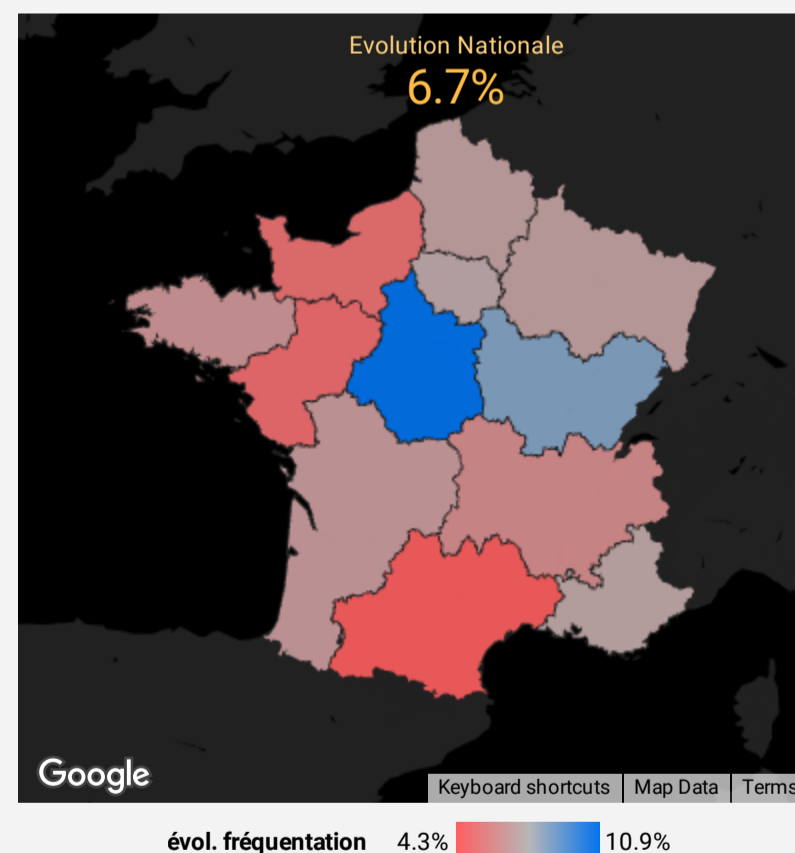 Evolution Nationale
6.7%
Google
Keyboard shortcuts
Map Data
Terms
évol. fréquentation 4.3% 10.9%